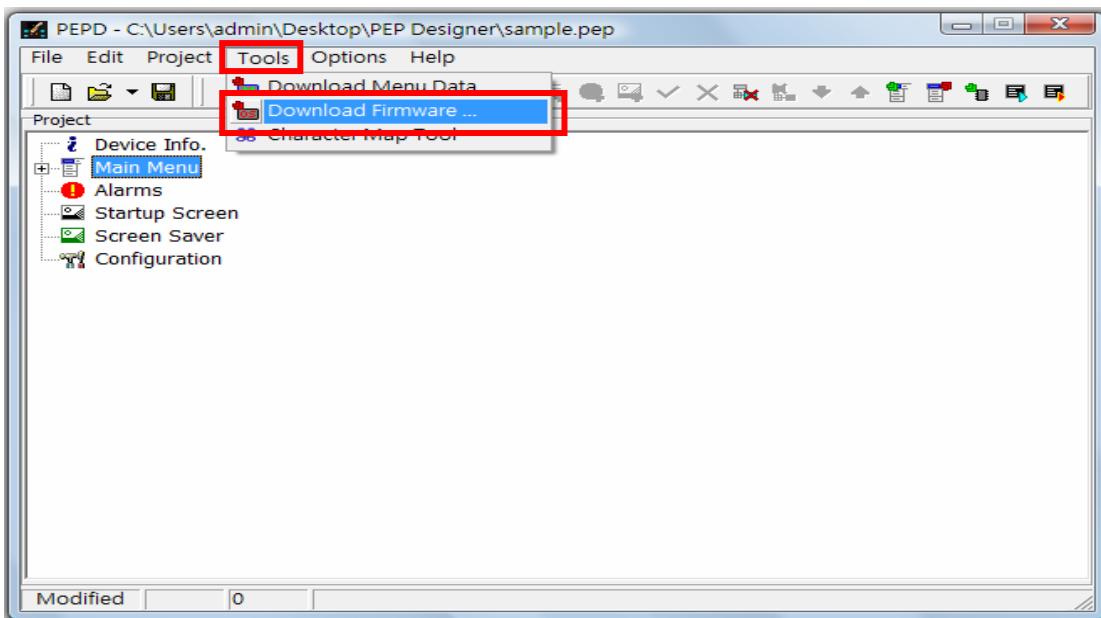 PEPD - C:\Users\admin\Desktop\PEP Designer\sample.pep
File Edit Project Tools Options Help
Download Menu Data
Download Firmware ...
Character Map Tool
Project
Device Info.
Main Menu
Alarms
Startup Screen
Screen Saver
Configuration
Modified 0